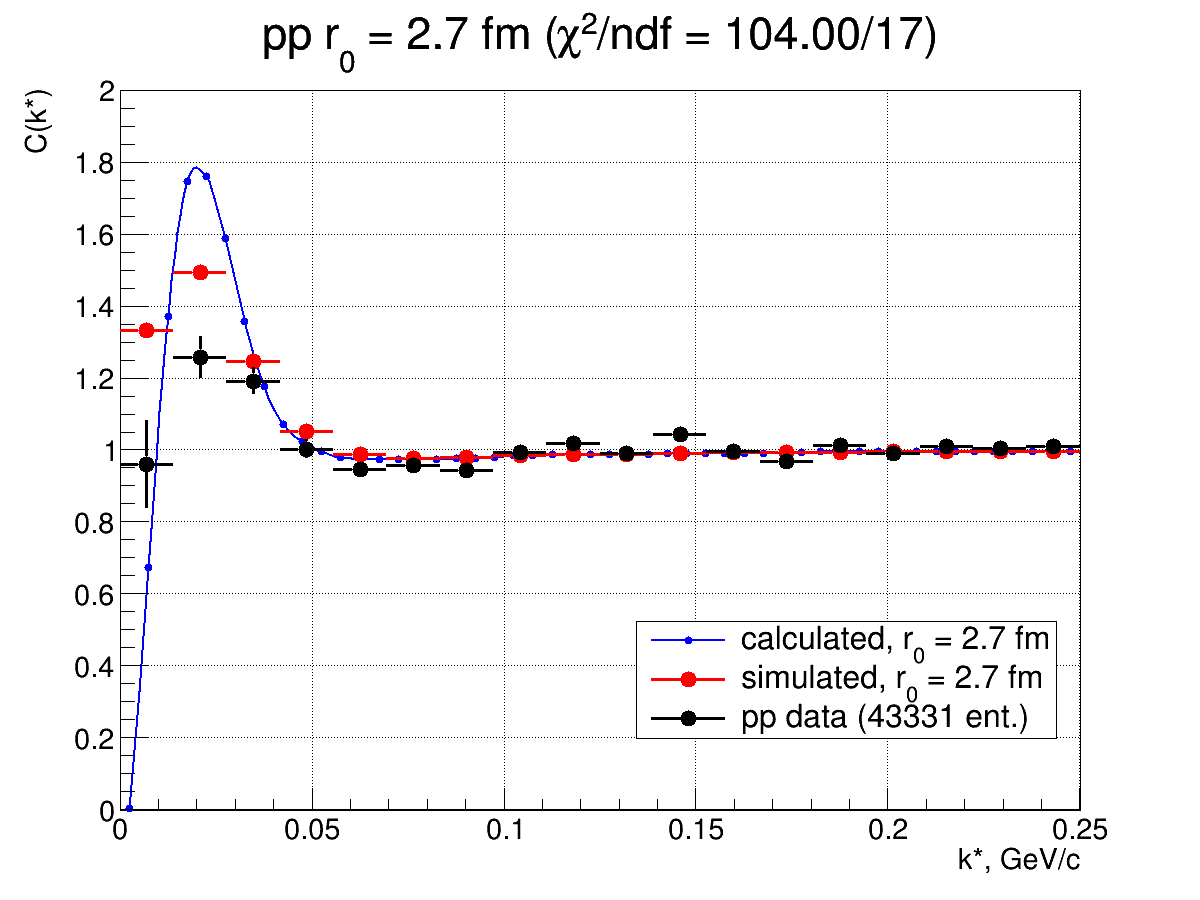 pp r₀ = 2.7 fm (χ²/ndf = 104.00/17)
C(k*)
2
1.8
1.6
1.4
1.2
1
0.8
0.6
0.4
0.2
0
calculated, r₀ = 2.7 fm
simulated, r₀ = 2.7 fm
pp data (43331 ent.)
0 0.05 0.1 0.15 0.2 0.25
k*, GeV/c